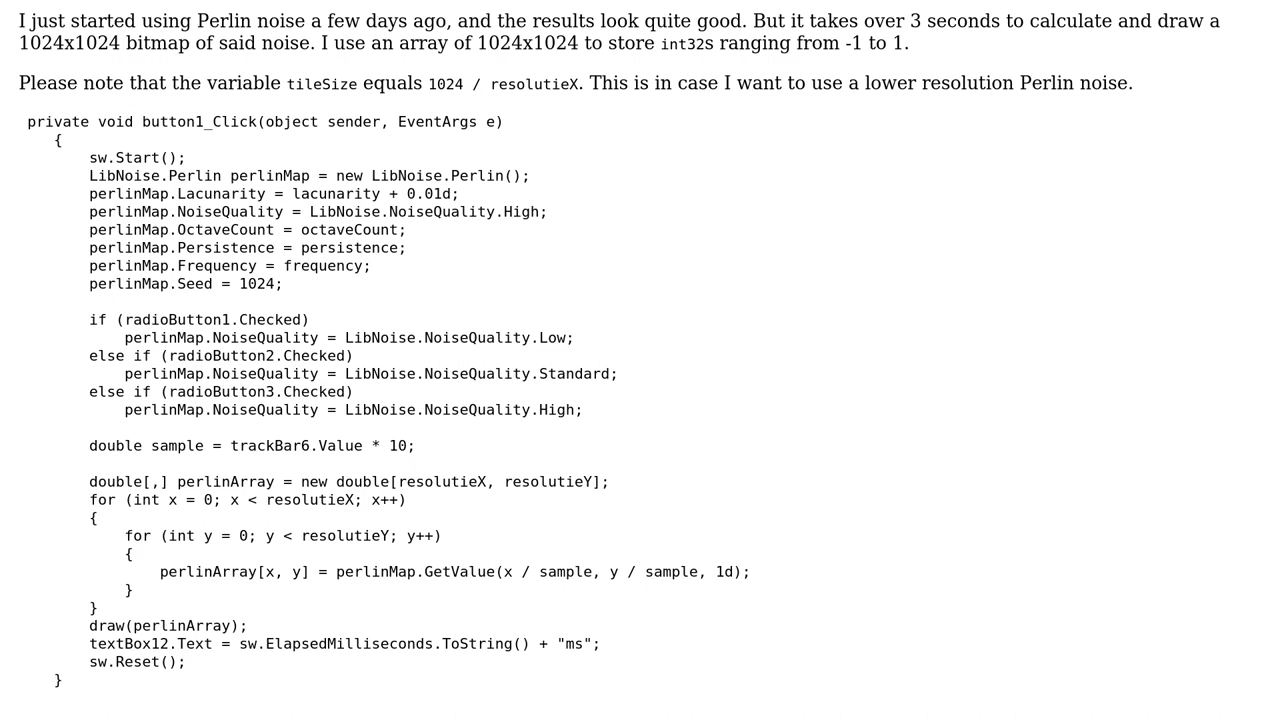 I just started using Perlin noise a few days ago, and the results look quite good. But it takes over 3 seconds to calculate and draw a
1024x1024 bitmap of said noise. I use an array of 1024x1024 to store int32s ranging from -1 to 1.
Please note that the variable tileSize equals 1024 / resolutieX. This is in case I want to use a lower resolution Perlin noise.
private void button1_Click(object sender, EventArgs e)
{
sw.Start();
LibNoise.Perlin perlinMap = new LibNoise.Perlin();
perlinMap.Lacunarity = lacunarity + 0.01d;
perlinMap.NoiseQuality = LibNoise.NoiseQuality.High;
perlinMap.OctaveCount = octaveCount;
perlinMap.Persistence = persistence;
perlinMap.Frequency = frequency;
perlinMap.Seed = 1024;
if (radioButton1.Checked)
perlinMap.NoiseQuality = LibNoise.NoiseQuality.Low;
else if (radioButton2.Checked)
perlinMap.NoiseQuality = LibNoise.NoiseQuality.Standard;
else if (radioButton3.Checked)
perlinMap.NoiseQuality = LibNoise.NoiseQuality.High;
double sample = trackBar6.Value * 10;
double[,] perlinArray = new double[resolutieX, resolutieY];
for (int x = 0; x < resolutieX; x++)
{
for (int y = 0; y < resolutieY; y++)
{
perlinArray[x, y] = perlinMap.GetValue(x / sample, y / sample, 1d);
}
}
draw(perlinArray);
textBox12.Text = sw.ElapsedMilliseconds.ToString() + "ms";
sw.Reset();
}